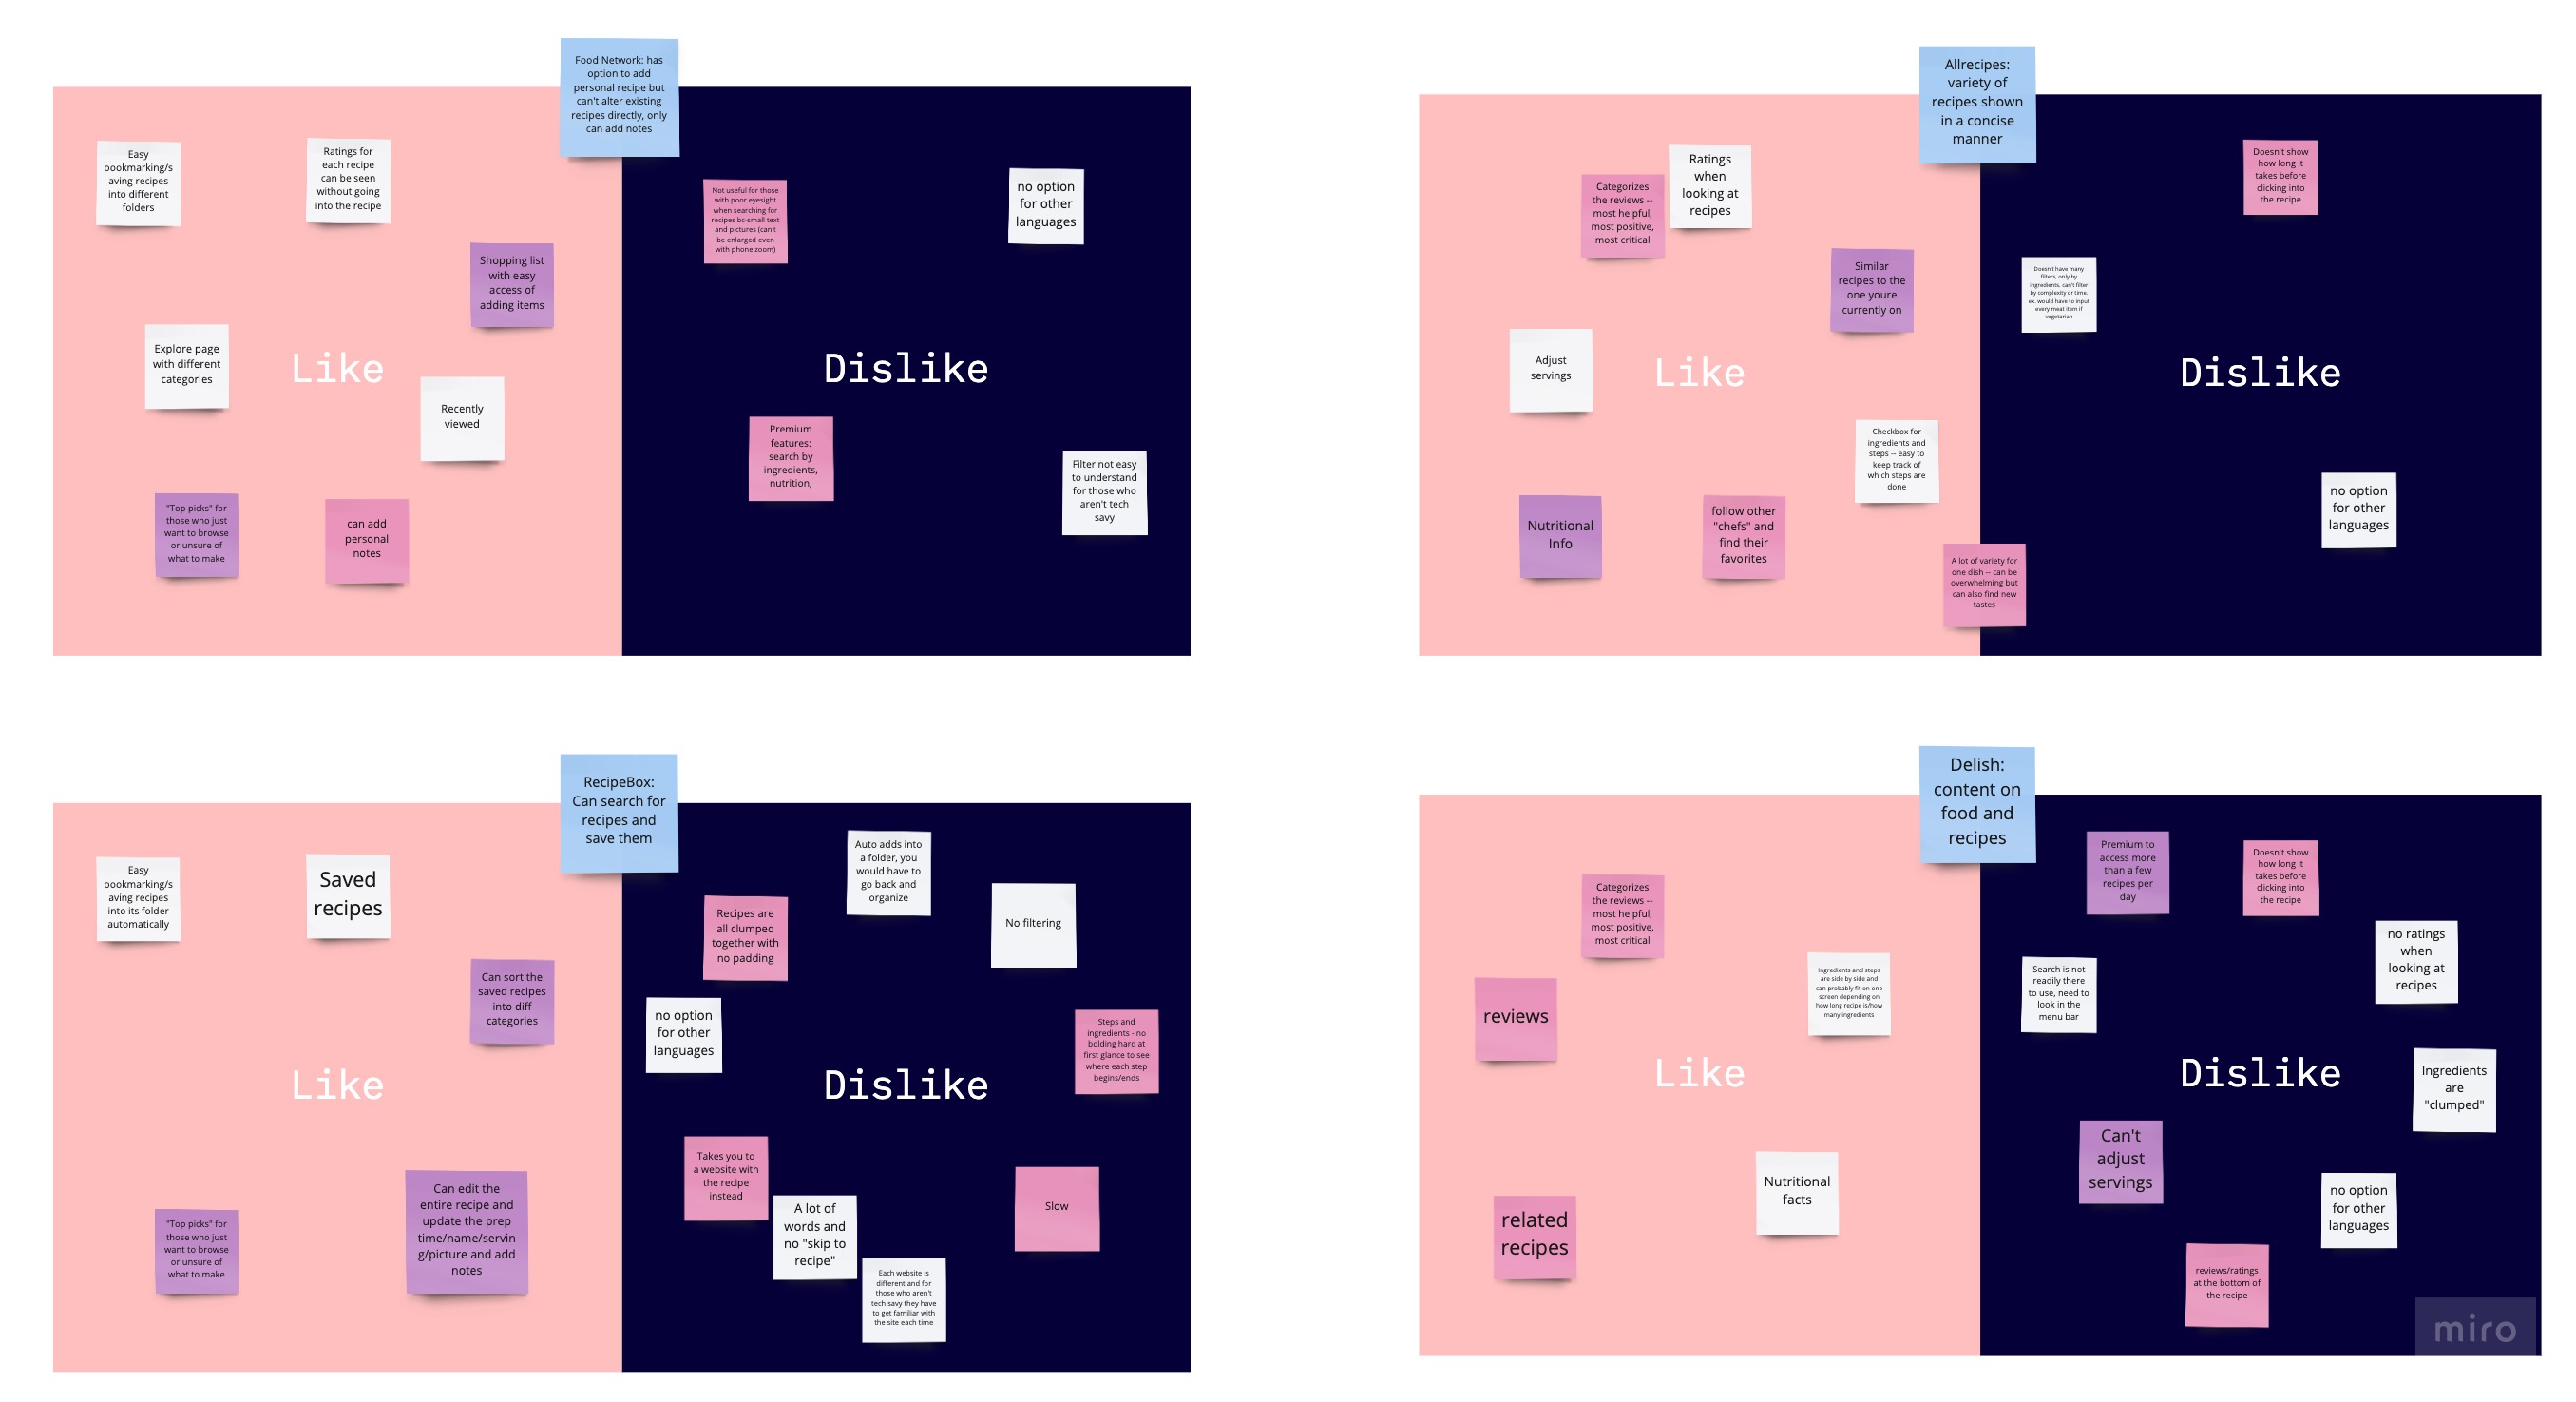 Food Network: has
option to add
personal recipe but
can't alter existing
recipes directly, only
can add notes
Easy
bookmarking/s
aving recipes
into different
folders
Ratings for
each recipe
can be seen
without going
into the recipe
Shopping list
with easy
access of
adding items
Explore page
with different
categories
Like
Recently
viewed
"Top picks" for
those who just
want to browse
or unsure of
what to make
can add
personal
notes
Not useful for those
with poor eyesight
when searching for
recipes bc-small text
and pictures (can't
be enlarged even
with phone zoom)
no option
for other
languages
Dislike
Premium
features:
search by
ingredients,
nutrition,
Filter not easy
to understand
for those who
aren't tech
savy
Allrecipes:
variety of
recipes shown
in a concise
manner
Categorizes
the reviews --
most helpful,
most positive,
most critical
Ratings
when
looking at
recipes
Similar
recipes to the
one youre
currently on
Adjust
servings
Like
Checkbox for
ingredients and
steps -- easy to
keep track of
which steps are
done
Nutritional
Info
follow other
"chefs" and
find their
favorites
A lot of variety for
one dish -- can be
overwhelming but
can also find new
tastes
Doesn't show
how long it
takes before
clicking into
the recipe
Doesn't have many
filters, only by
ingredients. can't filter
by complexity or time.
ex. would have to input
every meat item if
vegetarian
Dislike
no option
for other
languages
RecipeBox:
Can search for
recipes and
save them
Easy
bookmarking/s
aving recipes
into its folder
automatically
Saved
recipes
Can sort the
saved recipes
into diff
categories
Like
"Top picks" for
those who just
want to browse
or unsure of
what to make
Can edit the
entire recipe and
update the prep
time/name/servin
g/picture and add
notes
Auto adds into
a folder, you
would have to
go back and
organize
Recipes are
all clumped
together with
no padding
No filtering
no option
for other
languages
Steps and
ingredients - no
bolding hard at
first glance to see
where each step
begins/ends
Dislike
Takes you to
a website with
the recipe
instead
A lot of
words and
no "skip to
recipe"
Slow
Each website is
different and for
those who aren't
tech savy they have
to get familiar with
the site each time
Delish:
content on
food and
recipes
Categorizes
the reviews --
most helpful,
most positive,
most critical
reviews
Ingredients and steps
are side by side and
can probably fit on one
screen depending on
how long recipe is/how
many ingredients
Like
Nutritional
facts
related
recipes
Premium to
access more
than a few
recipes per
day
Doesn't show
how long it
takes before
clicking into
the recipe
no ratings
when
looking at
recipes
Search is not
readily there
to use, need to
look in the
menu bar
Dislike
Ingredients
are
"clumped"
Can't
adjust
servings
no option
for other
languages
reviews/ratings
at the bottom of
the recipe
miro